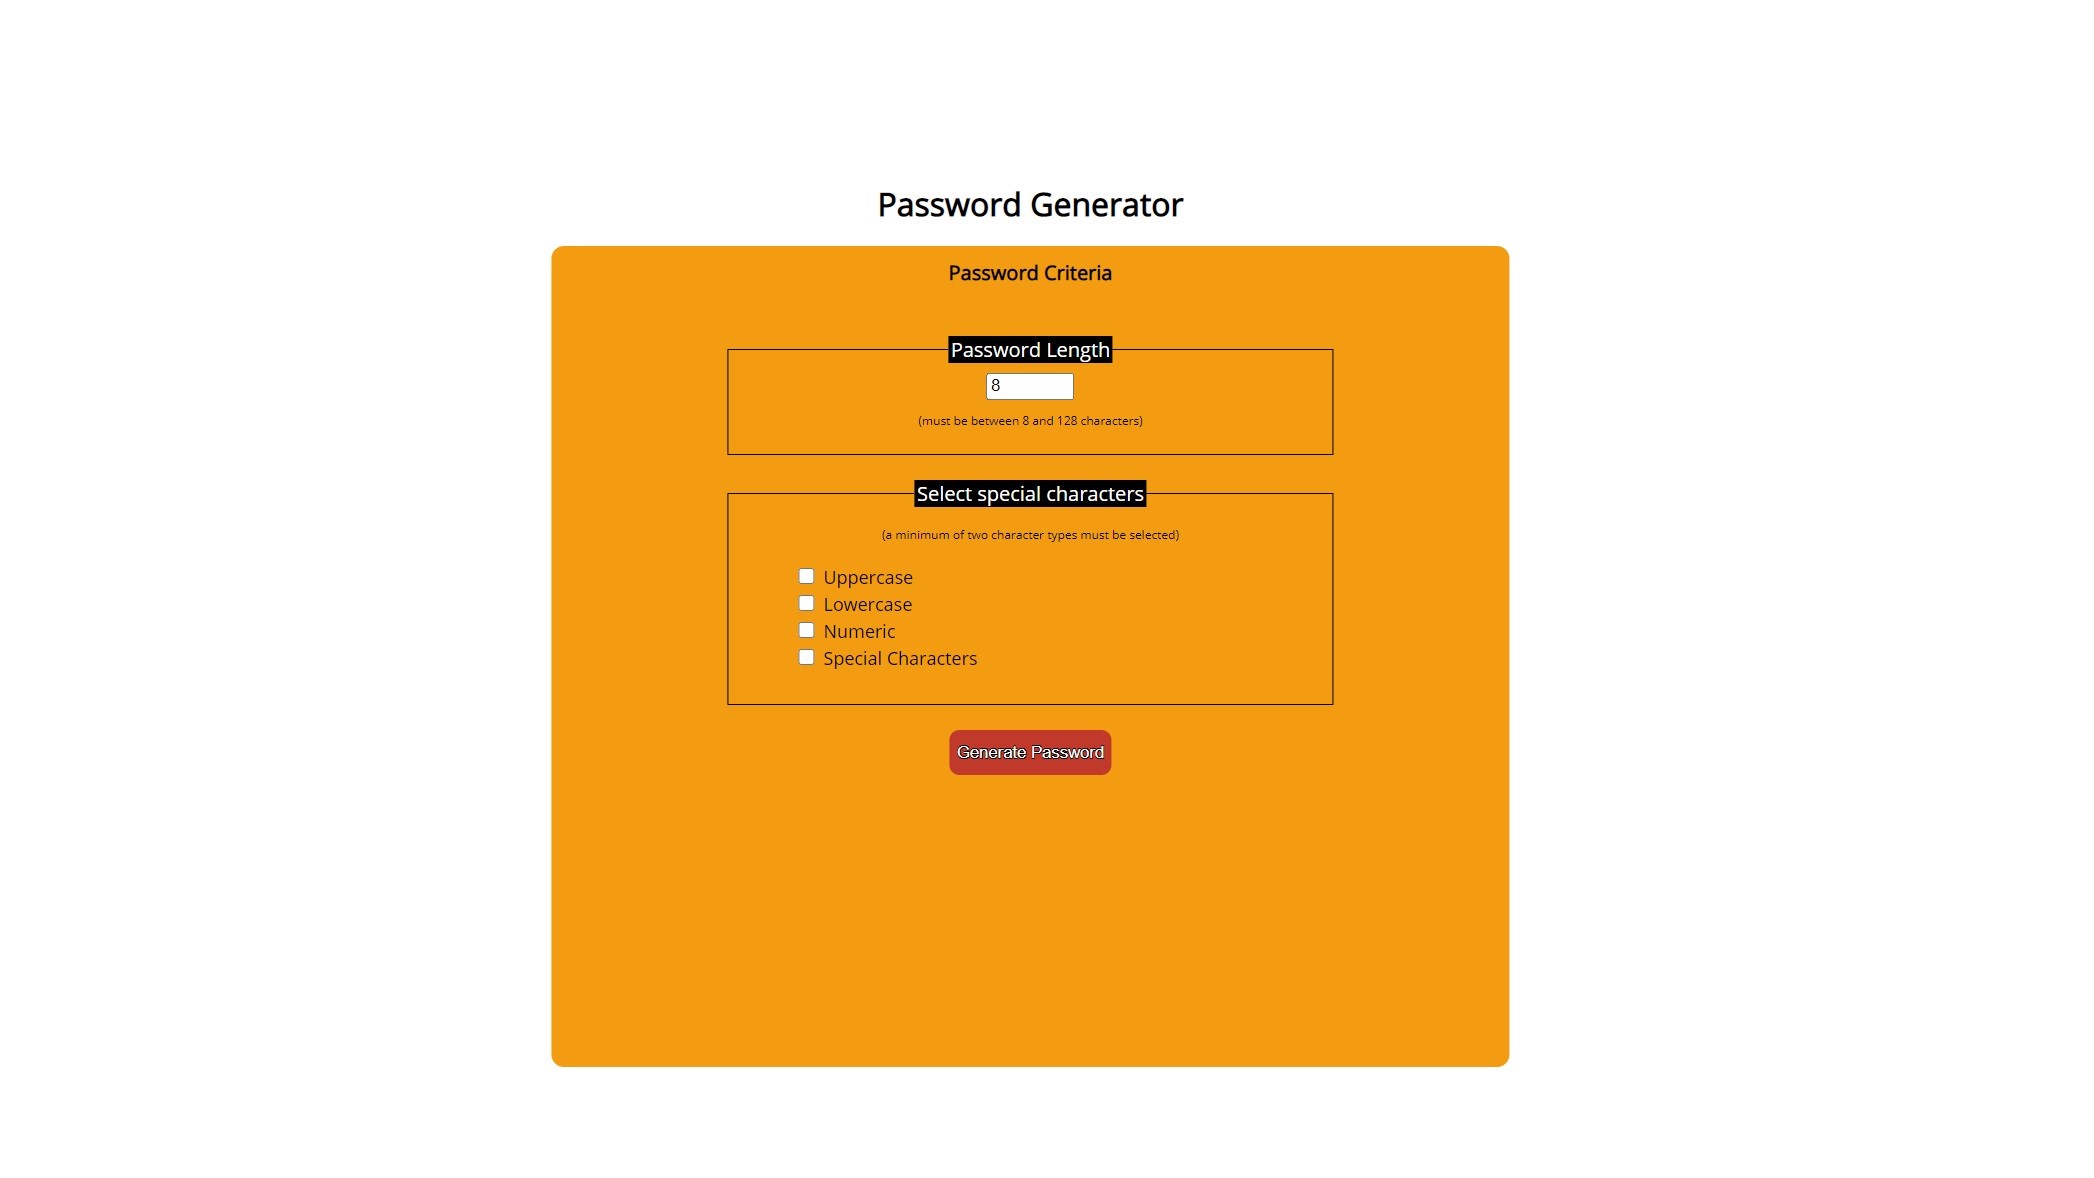 Password Generator
Password Criteria
Password Length
8
(must be between 8 and 128 characters)
Select special characters
(a minimum of two character types must be selected)
Uppercase
Lowercase
Numeric
Special Characters
Generate Password